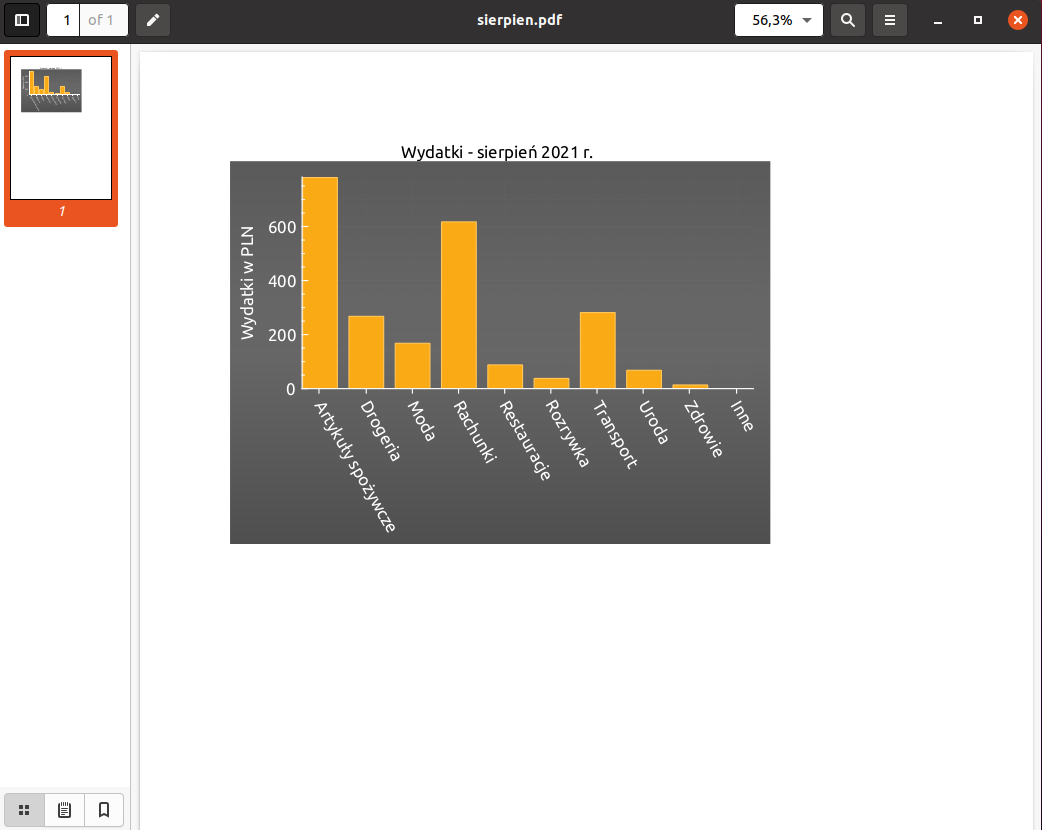 1 of 1
sierpien.pdf
56,3%
1
Wydatki - sierpień 2021 r.
Wydatki w PLN
600
400
200
0
Artykuły spożywcze
Drogeria
Moda
Rachunki
Restauracje
Rozrywka
Transport
Uroda
Zdrowie
Inne